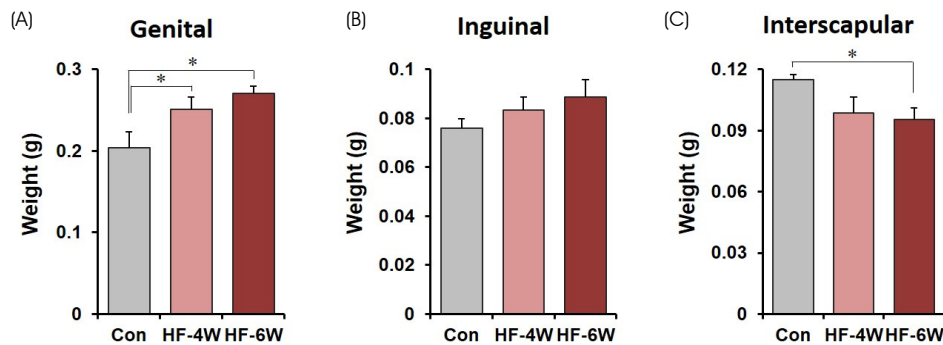 (A)
Genital
Weight (g)
0.3
0.2
0.1
0
*
*
Con HF-4W HF-6W
(B)
Inguinal
Weight (g)
0.1
0.08
0.06
0.04
0.02
0
Con HF-4W HF-6W
(C)
Interscapular
Weight (g)
0.12
0.09
0.06
0.03
0
*
Con HF-4W HF-6W